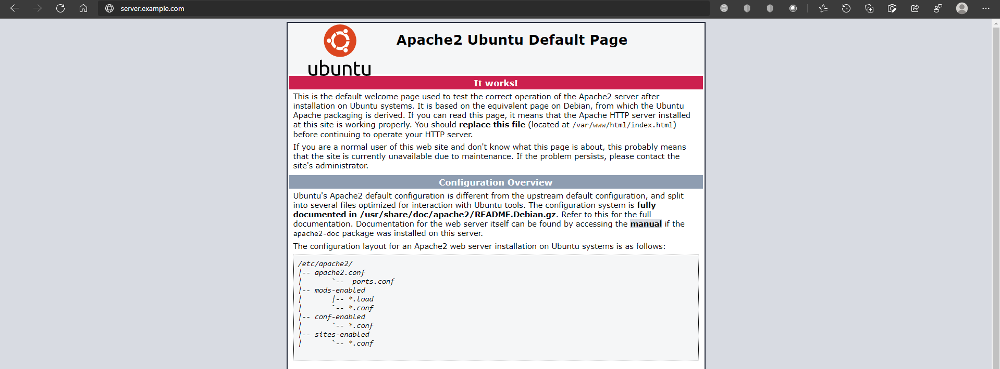 server.example.com
ubuntu
Apache2 Ubuntu Default Page
It works!
This is the default welcome page used to test the correct operation of the Apache2 server after
installation on Ubuntu systems. It is based on the equivalent page on Debian, from which the Ubuntu
Apache packaging is derived. If you can read this page, it means that the Apache HTTP server installed
at this site is working properly. You should replace this file (located at /var/www/html/index.html)
before continuing to operate your HTTP server.
If you are a normal user of this web site and don't know what this page is about, this probably means
that the site is currently unavailable due to maintenance. If the problem persists, please contact the
site's administrator.
Configuration Overview
Ubuntu's Apache2 default configuration is different from the upstream default configuration, and split
into several files optimized for interaction with Ubuntu tools. The configuration system is fully
documented in /usr/share/doc/apache2/README.Debian.gz. Refer to this for the full
documentation. Documentation for the web server itself can be found by accessing the manual if the
apache2-doc package was installed on this server.
The configuration layout for an Apache2 web server installation on Ubuntu systems is as follows:
/etc/apache2/
|-- apache2.conf
|       `--  ports.conf
|-- mods-enabled
|       |-- *.load
|       `-- *.conf
|-- conf-enabled
|       `-- *.conf
|-- sites-enabled
|       `-- *.conf